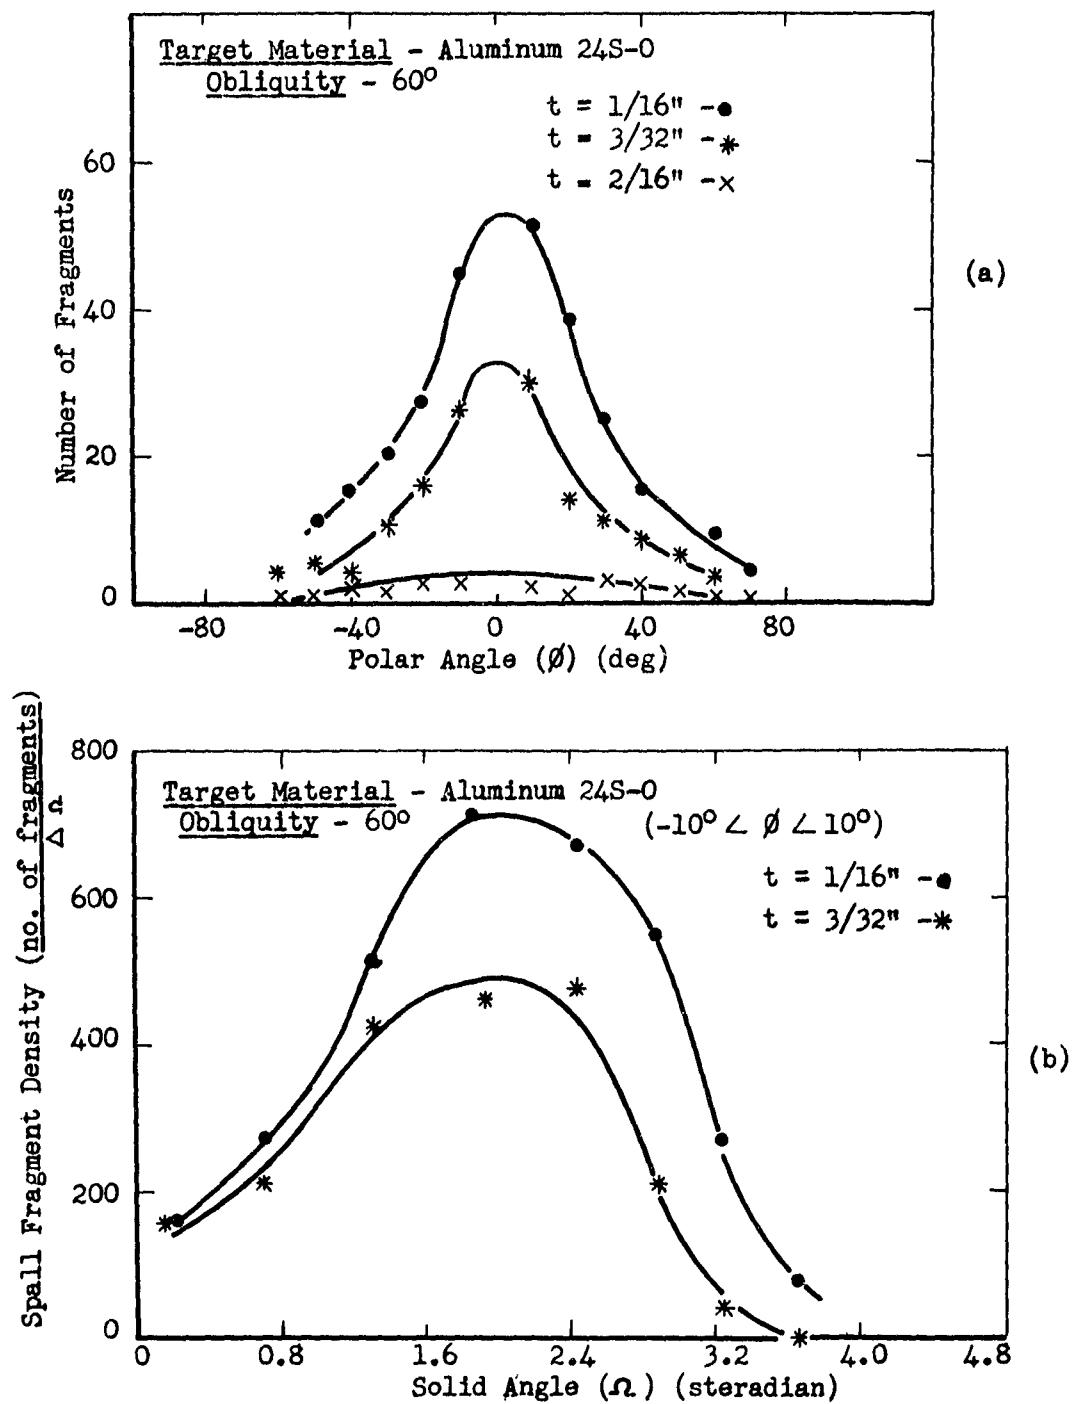 Target Material - Aluminum 24S-O
Obliquity - 60°
t = 1/16" -●
t = 3/32" -*
t = 2/16" -×
Number of Fragments
60
40
20
0
-80 -40 0 40 80
Polar Angle (Ø) (deg)
(a)
Spall Fragment Density (no. of fragments)
Δ Ω
800
600
400
200
0
Target Material - Aluminum 24S-O
Obliquity - 60°
(-10° ∠ Ø ∠ 10°)
t = 1/16" -●
t = 3/32" -*
(b)
0 0.8 1.6 2.4 3.2 4.0 4.8
Solid Angle (Ω) (steradian)